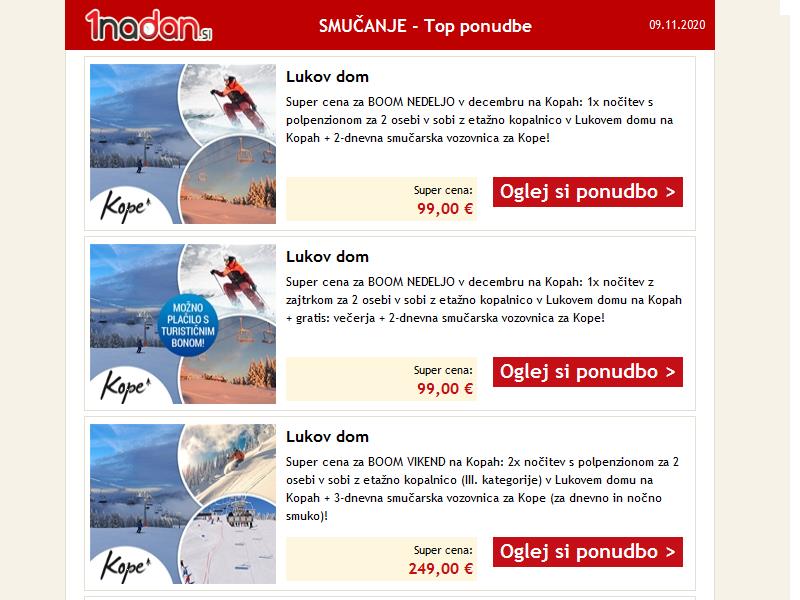 1nadan.si
SMUČANJE - Top ponudbe
09.11.2020
Lukov dom
Super cena za BOOM NEDELJO v decembru na Kopah: 1x nočitev s
polpenzionom za 2 osebi v sobi z etažno kopalnico v Lukovem domu na
Kopah + 2-dnevna smučarska vozovnica za Kope!
Kope
Super cena:
99,00 €
Oglej si ponudbo >
Lukov dom
Super cena za BOOM NEDELJO v decembru na Kopah: 1x nočitev z
zajtrkom za 2 osebi v sobi z etažno kopalnico v Lukovem domu na Kopah
+ gratis: večerja + 2-dnevna smučarska vozovnica za Kope!
MOŽNO
PLAČILO S
TURISTIČNIM
BONOM!
Kope
Super cena:
99,00 €
Oglej si ponudbo >
Lukov dom
Super cena za BOOM VIKEND na Kopah: 2x nočitev s polpenzionom za 2
osebi v sobi z etažno kopalnico (III. kategorije) v Lukovem domu na
Kopah + 3-dnevna smučarska vozovnica za Kope (za dnevno in nočno
smuko)!
Kope
Super cena:
249,00 €
Oglej si ponudbo >